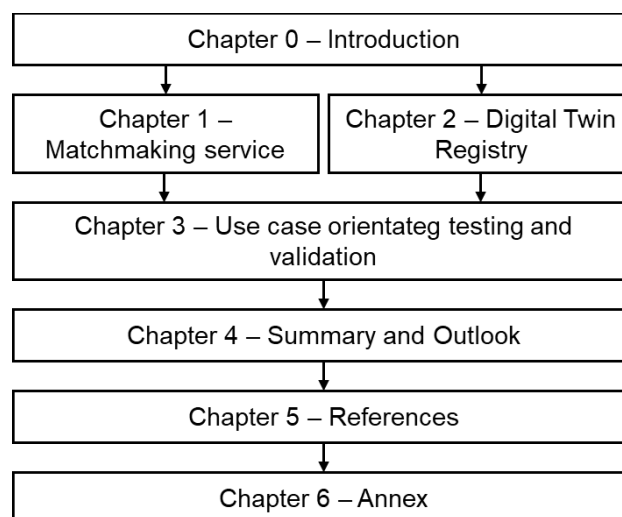 Chapter 0 – Introduction
Chapter 1 –
Matchmaking service
Chapter 2 – Digital Twin
Registry
Chapter 3 – Use case orientateg testing and
validation
Chapter 4 – Summary and Outlook
Chapter 5 – References
Chapter 6 – Annex